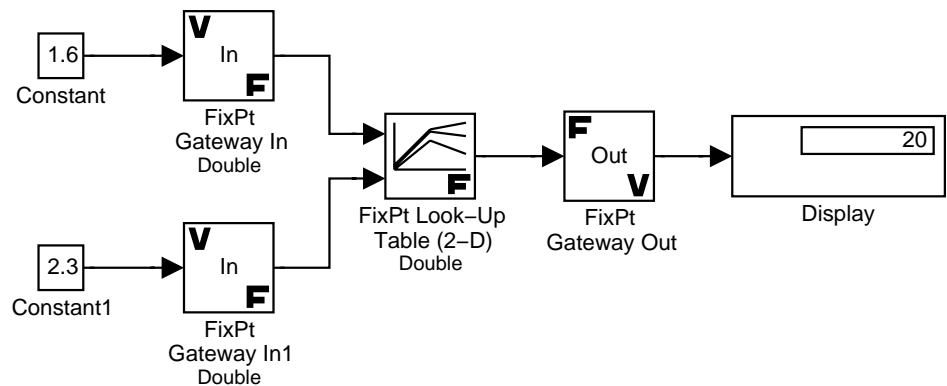 1.6
Constant
V
In
F
FixPt
Gateway In
Double
2.3
Constant1
V
In
F
FixPt
Gateway In1
Double
F
FixPt Look−Up
Table (2−D)
Double
F
Out
V
FixPt
Gateway Out
20
Display